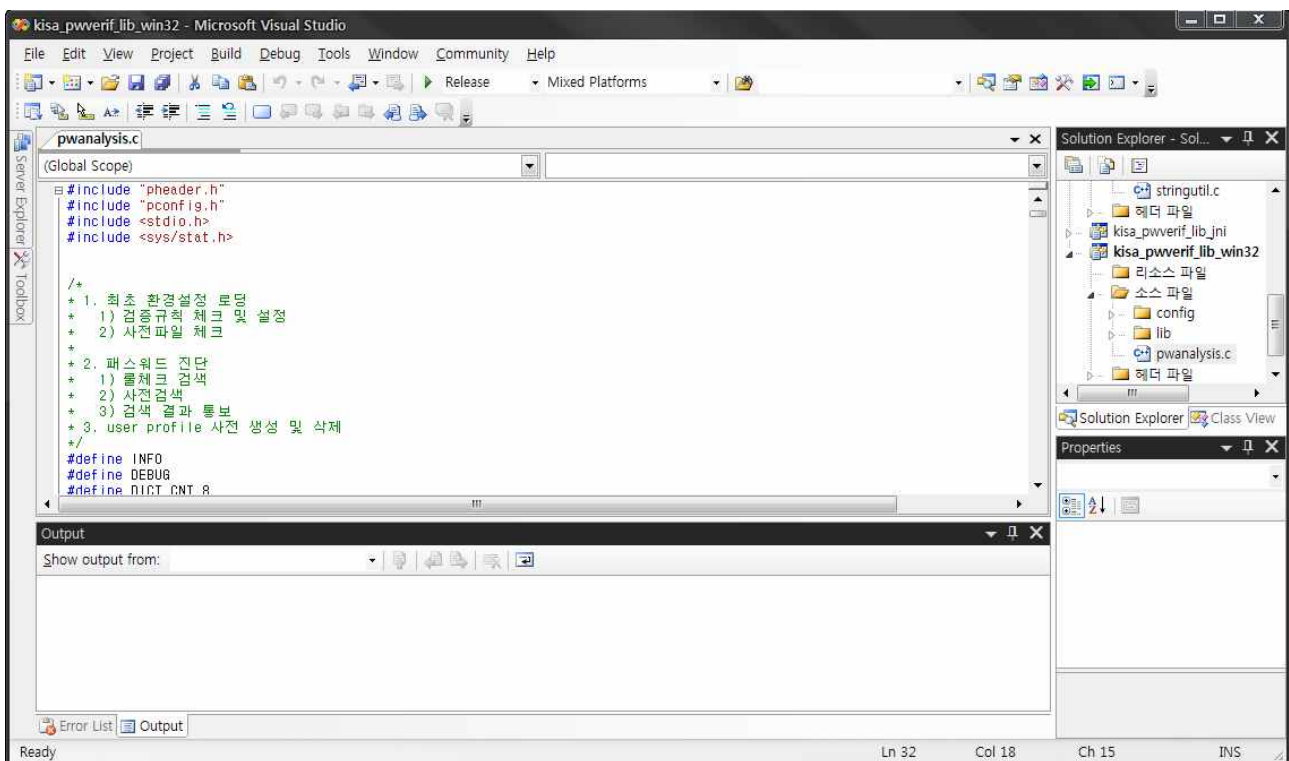 kisa_pwverif_lib_win32 - Microsoft Visual Studio
File Edit View Project Build Debug Tools Window Community Help
Release Mixed Platforms
pwanalysis.c
(Global Scope)
Server Explorer
Toolbox
#include "pheader.h"
#include "pconfig.h"
#include <stdio.h>
#include <sys/stat.h>
/*
* 1. 최초 환경설정 로딩
* 1) 검증규칙 체크 및 설정
* 2) 사전파일 체크
*
* 2. 패스워드 진단
* 1) 룰체크 검색
* 2) 사전검색
* 3) 검색 결과 통보
* 3. user profile 사전 생성 및 삭제
*/
#define INFO
#define DEBUG
#define DICT_CNT 8
Solution Explorer - Sol...
stringutil.c
헤더 파일
kisa_pwverif_lib_jni
kisa_pwverif_lib_win32
리소스 파일
소스 파일
config
lib
pwanalysis.c
헤더 파일
Solution Explorer Class View
Properties
Output
Show output from:
Error List Output
Ready Ln 32 Col 18 Ch 15 INS